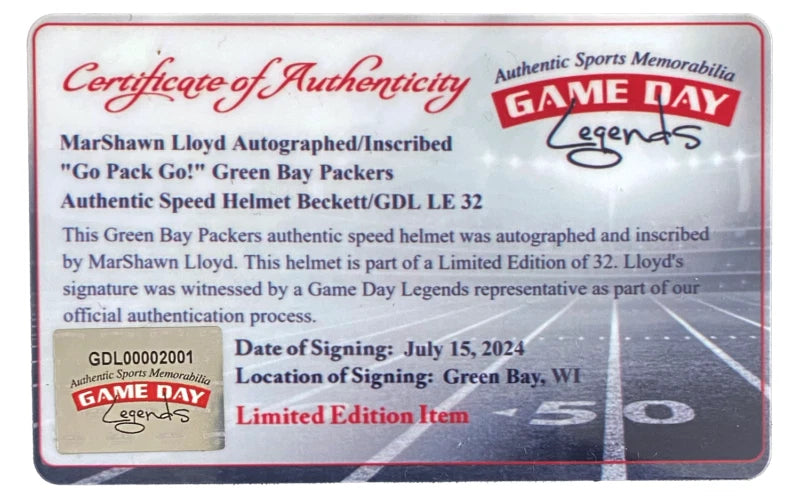 Certificate of Authenticity
Authentic Sports Memorabilia
GAME DAY
Legends
MarShawn Lloyd Autographed/Inscribed
"Go Pack Go!" Green Bay Packers
Authentic Speed Helmet Beckett/GDL LE 32
This Green Bay Packers authentic speed helmet was autographed and inscribed
by MarShawn Lloyd. This helmet is part of a Limited Edition of 32. Lloyd's
signature was witnessed by a Game Day Legends representative as part of our
official authentication process.
GDL00002001
Authentic Sports Memorabilia
GAME DAY
Legends
Date of Signing: July 15, 2024
Location of Signing: Green Bay, WI
Limited Edition Item
50